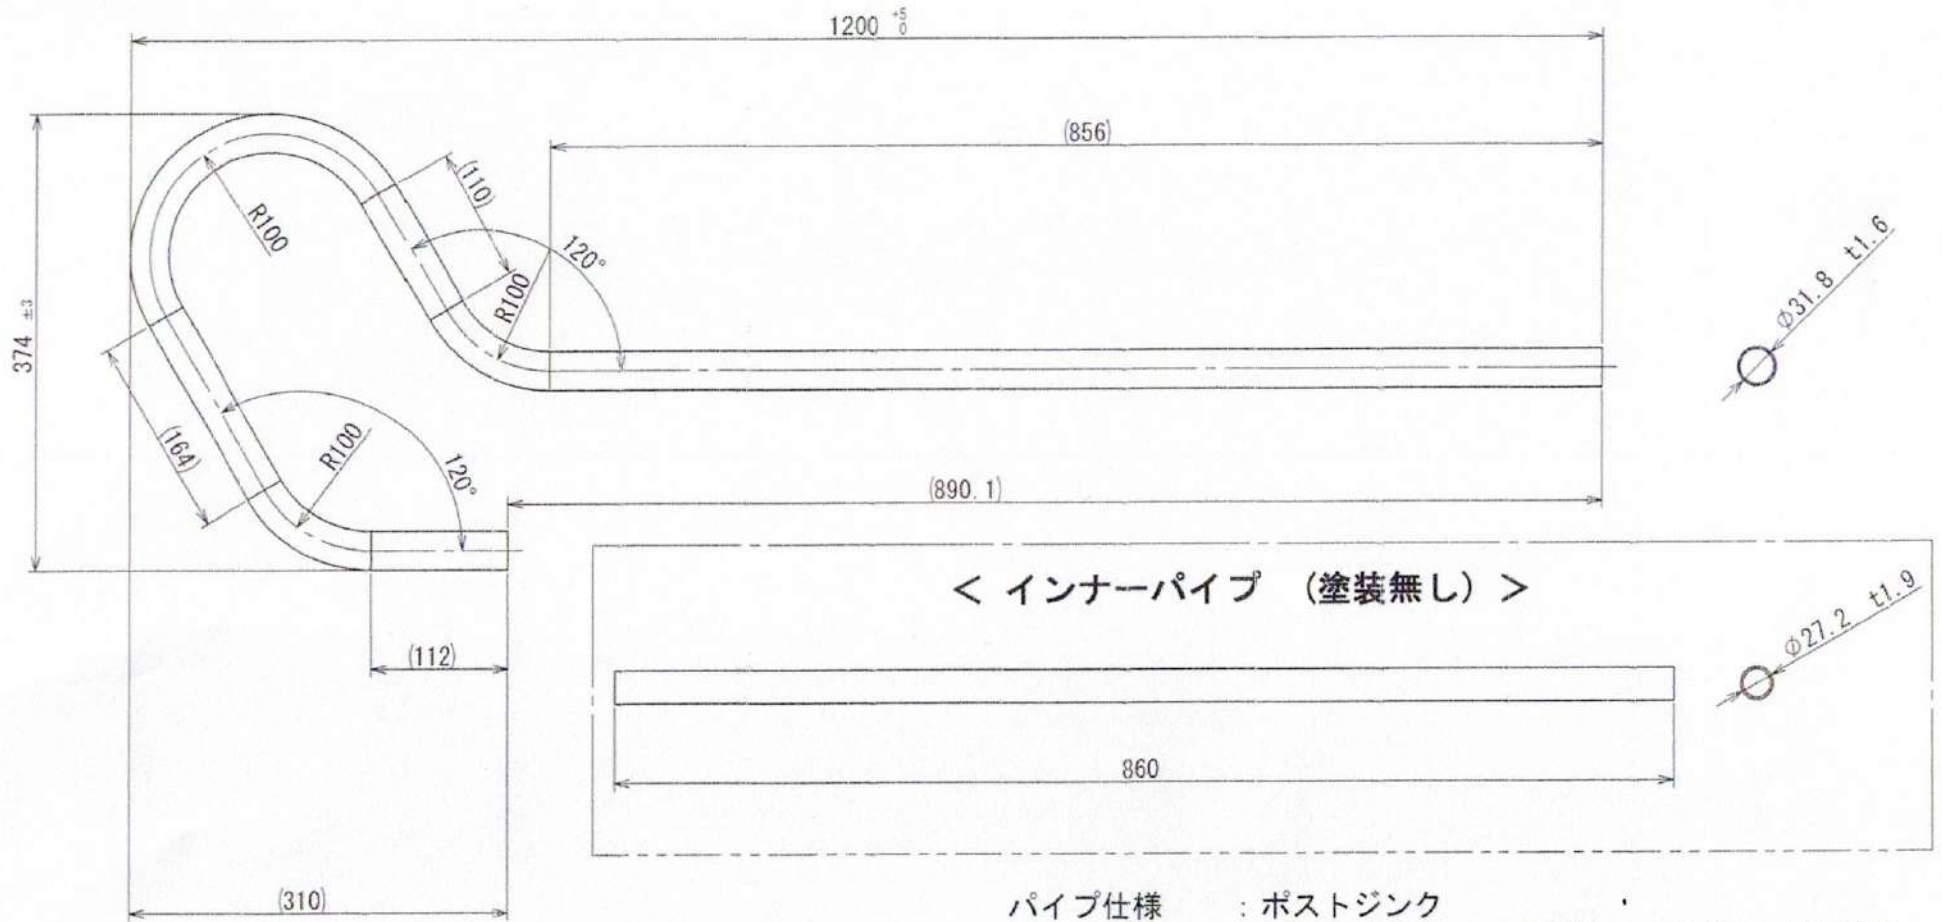 1200 +5 0
(856)
(110)
R100
120°
R100
374 ±3
Ø31.8 t1.6
(164)
R100
120°
(890.1)
< インナーパイプ (塗装無し) >
Ø27.2 t1.9
(112)
860
(310)
パイプ仕様 : ポストジンク